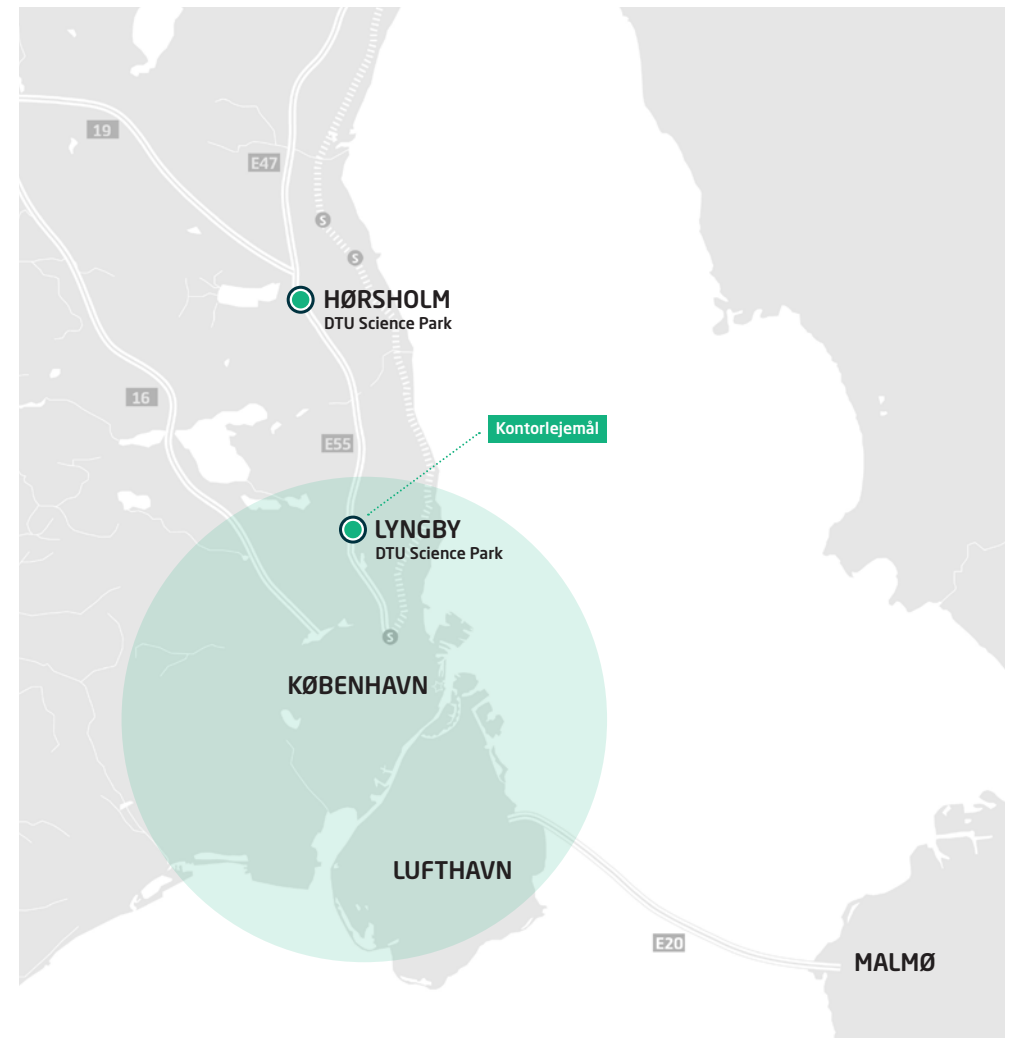 19
E47
S
S
HØRSHOLM
DTU Science Park
16
Kontorlejemål
E55
LYNGBY
DTU Science Park
S
KØBENHAVN
LUFTHAVN
E20
MALMØ